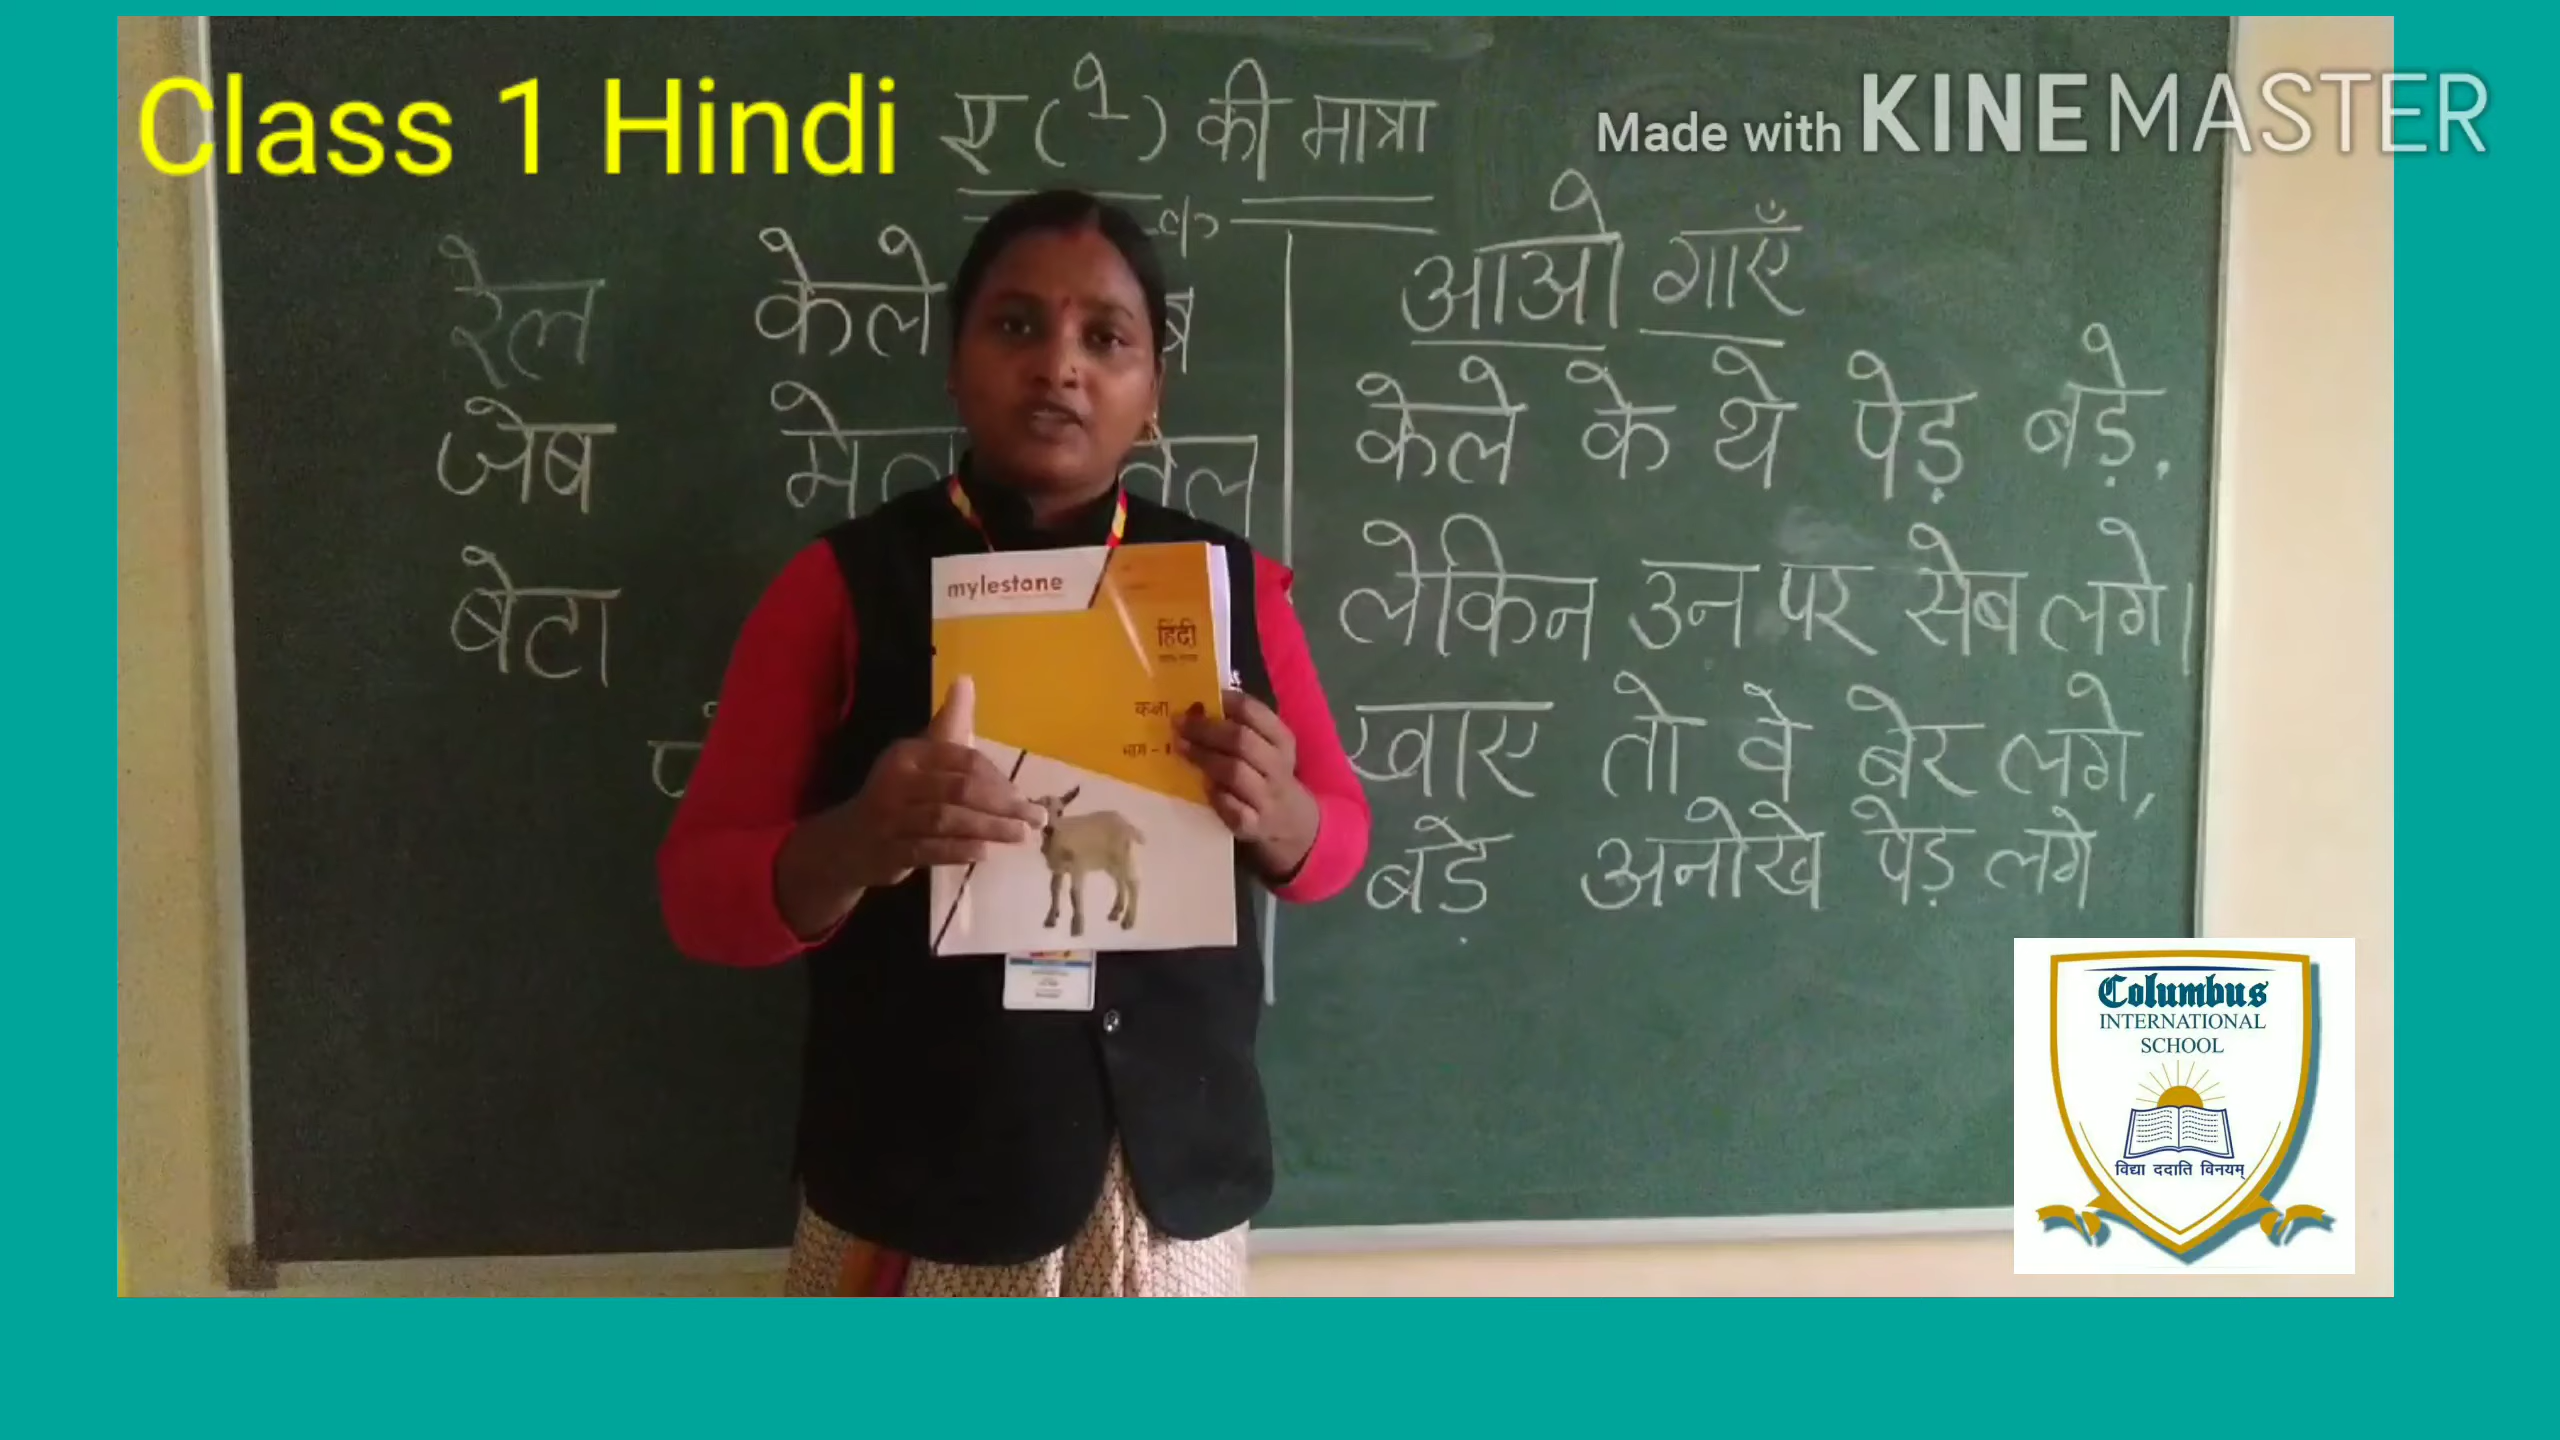 Class 1 Hindi
Made with KINEMASTER
ए ( े ) की मात्रा
रेल केले
जेब
बेटा
आओ गाएँ
केले के थे पेड़ बड़े.
लेकिन उन पर सेब लगे।
खाए तो वे बेर लगे,
बड़े अनोखे पेड़ लगे
mylestone
हिंदी
कक्षा
भाग -
Columbus
INTERNATIONAL
SCHOOL
विद्या ददाति विनयम्